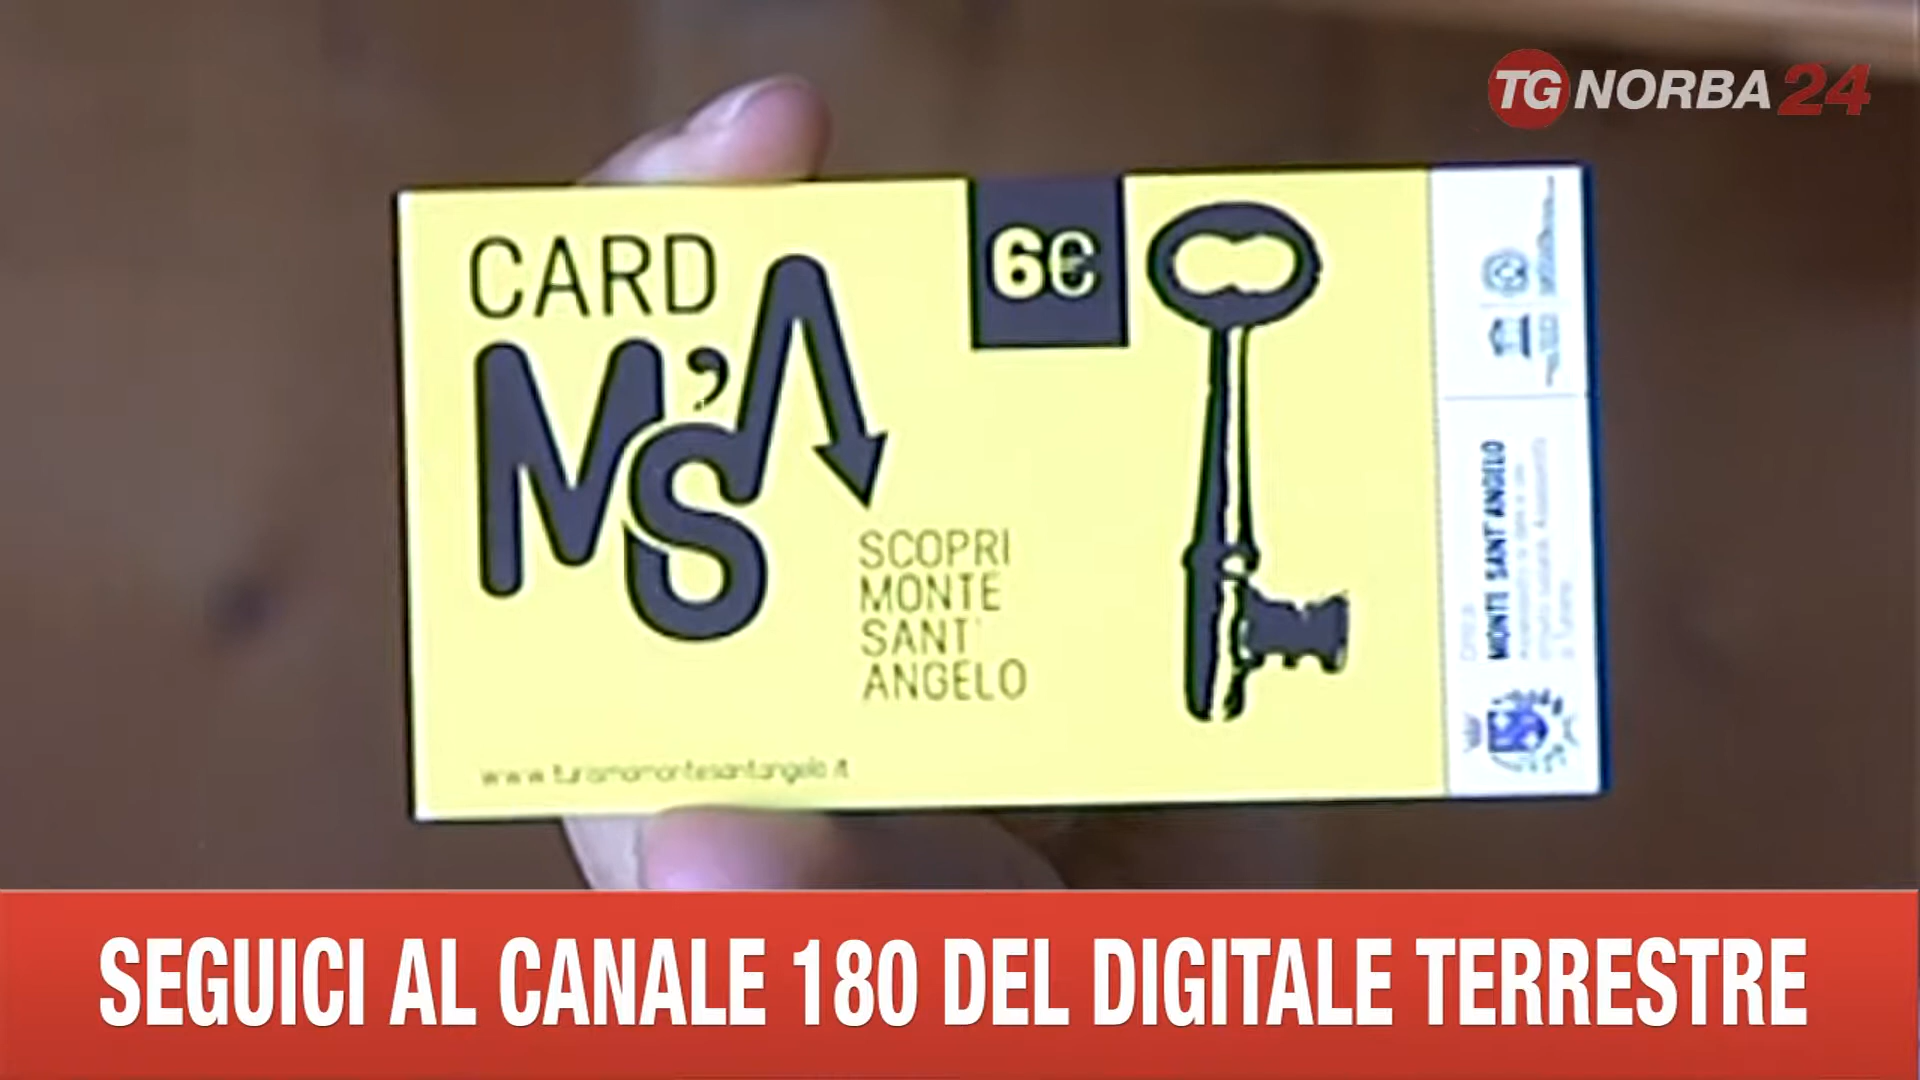 TG NORBA 24
CARD
M'SA
6€
SCOPRI
MONTE
SANT'
ANGELO
www.turismomontesantangelo.it
MONTE SANT'ANGELO
SEGUICI AL CANALE 180 DEL DIGITALE TERRESTRE